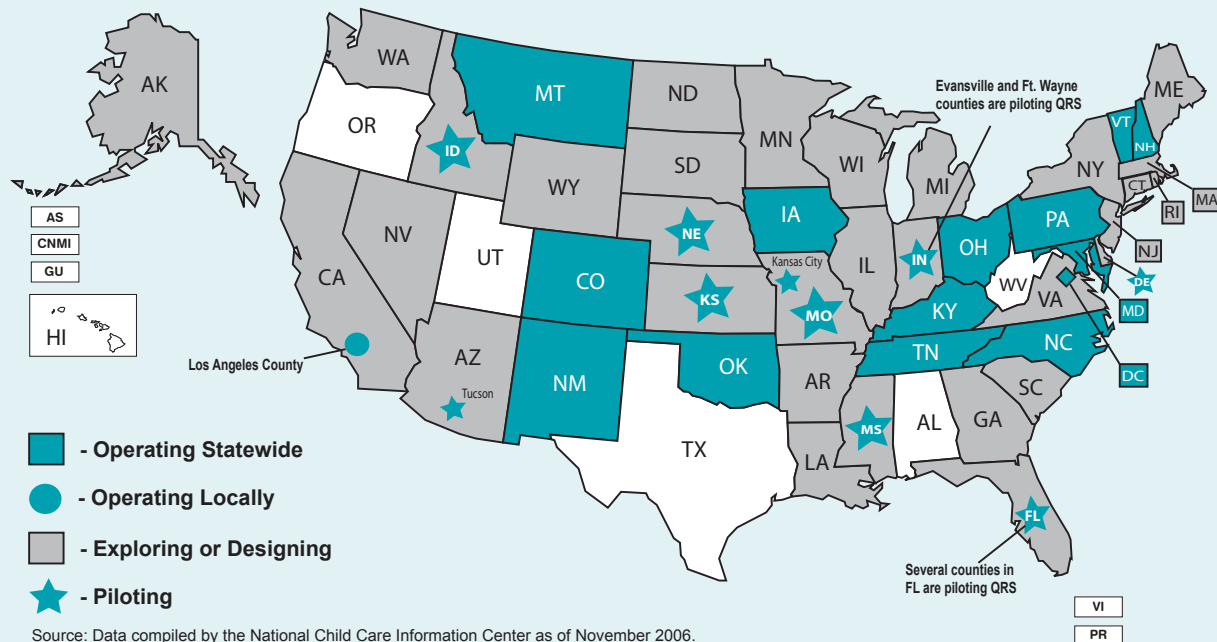 AK
WA
MT
ND
MN
ME
OR
ID
SD
WI
MI
NY
VT
NH
MA
CT
RI
WY
IA
PA
NJ
Evansville and Ft. Wayne
counties are piloting QRS
AS
CNMI
GU
HI
NV
UT
CO
NE
KS
Kansas City
MO
IL
IN
OH
WV
VA
DE
MD
DC
KY
CA
Los Angeles County
AZ
Tucson
NM
OK
AR
TN
NC
SC
TX
LA
MS
AL
GA
FL
Several counties in
FL are piloting QRS
VI
PR
- Operating Statewide
- Operating Locally
- Exploring or Designing
- Piloting
Source: Data compiled by the National Child Care Information Center as of November 2006.